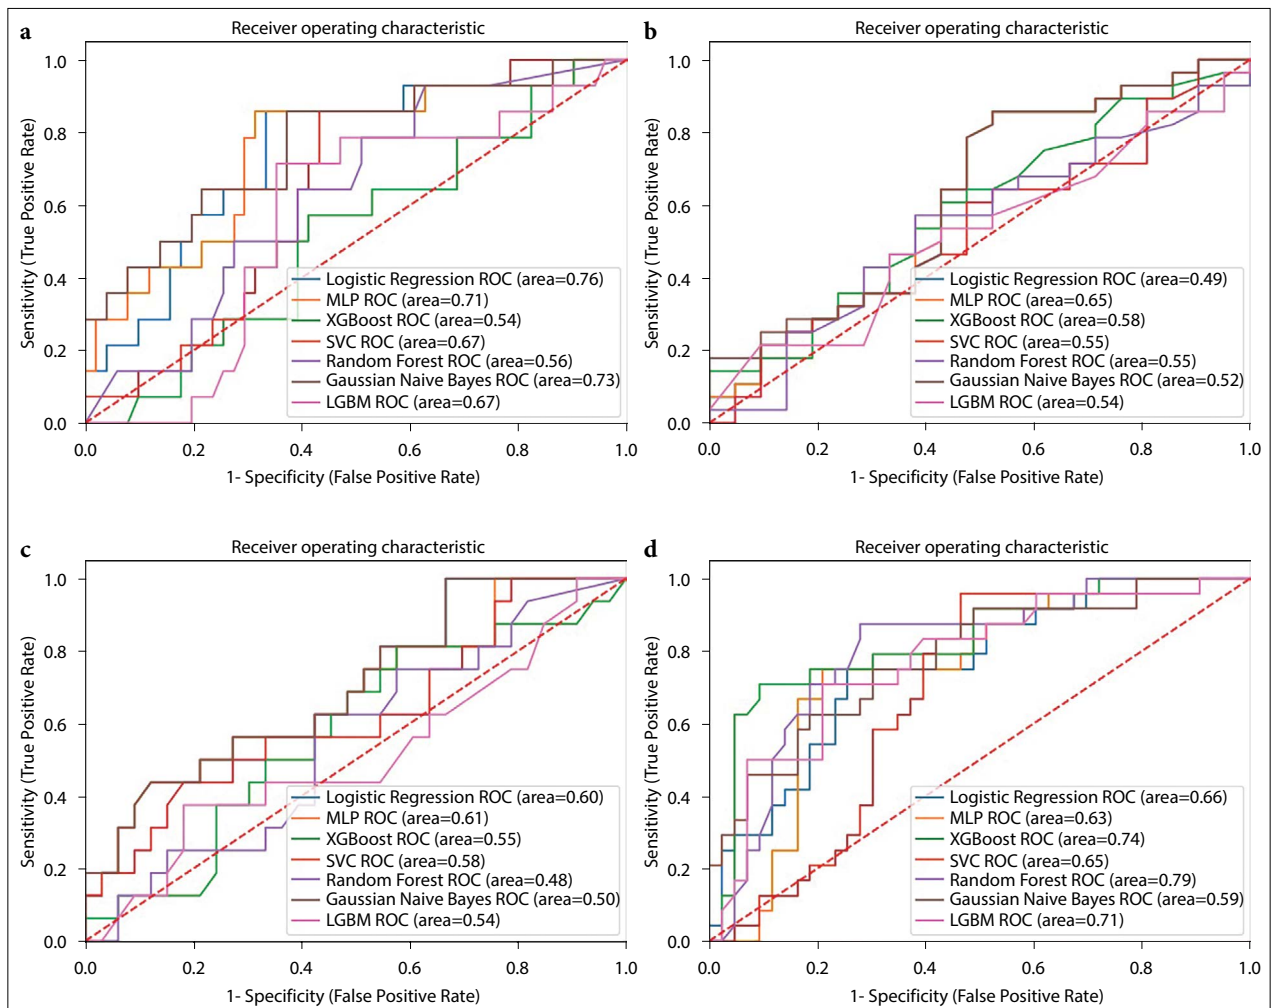 a
Receiver operating characteristic
Sensitivity (True Positive Rate)
1.0
0.8
0.6
0.4
0.2
0.0
Logistic Regression ROC (area=0.76)
MLP ROC (area=0.71)
XGBoost ROC (area=0.54)
SVC ROC (area=0.67)
Random Forest ROC (area=0.56)
Gaussian Naive Bayes ROC (area=0.73)
LGBM ROC (area=0.67)
0.0 0.2 0.4 0.6 0.8 1.0
1- Specificity (False Positive Rate)
b
Receiver operating characteristic
Sensitivity (True Positive Rate)
1.0
0.8
0.6
0.4
0.2
0.0
Logistic Regression ROC (area=0.49)
MLP ROC (area=0.65)
XGBoost ROC (area=0.58)
SVC ROC (area=0.55)
Random Forest ROC (area=0.55)
Gaussian Naive Bayes ROC (area=0.52)
LGBM ROC (area=0.54)
0.0 0.2 0.4 0.6 0.8 1.0
1- Specificity (False Positive Rate)
c
Receiver operating characteristic
Sensitivity (True Positive Rate)
1.0
0.8
0.6
0.4
0.2
0.0
Logistic Regression ROC (area=0.60)
MLP ROC (area=0.61)
XGBoost ROC (area=0.55)
SVC ROC (area=0.58)
Random Forest ROC (area=0.48)
Gaussian Naive Bayes ROC (area=0.50)
LGBM ROC (area=0.54)
0.0 0.2 0.4 0.6 0.8 1.0
1- Specificity (False Positive Rate)
d
Receiver operating characteristic
Sensitivity (True Positive Rate)
1.0
0.8
0.6
0.4
0.2
0.0
Logistic Regression ROC (area=0.66)
MLP ROC (area=0.63)
XGBoost ROC (area=0.74)
SVC ROC (area=0.65)
Random Forest ROC (area=0.79)
Gaussian Naive Bayes ROC (area=0.59)
LGBM ROC (area=0.71)
0.0 0.2 0.4 0.6 0.8 1.0
1- Specificity (False Positive Rate)